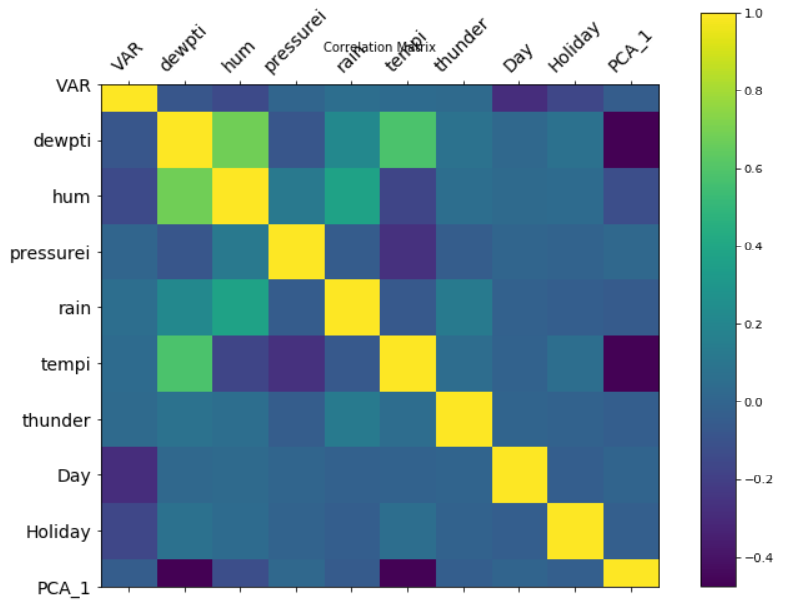 Correlation Matrix
VAR
dewpti
hum
pressurei
rain
tempi
thunder
Day
Holiday
PCA_1
VAR
dewpti
hum
pressurei
rain
tempi
thunder
Day
Holiday
PCA_1
1.0
0.8
0.6
0.4
0.2
0.0
−0.2
−0.4